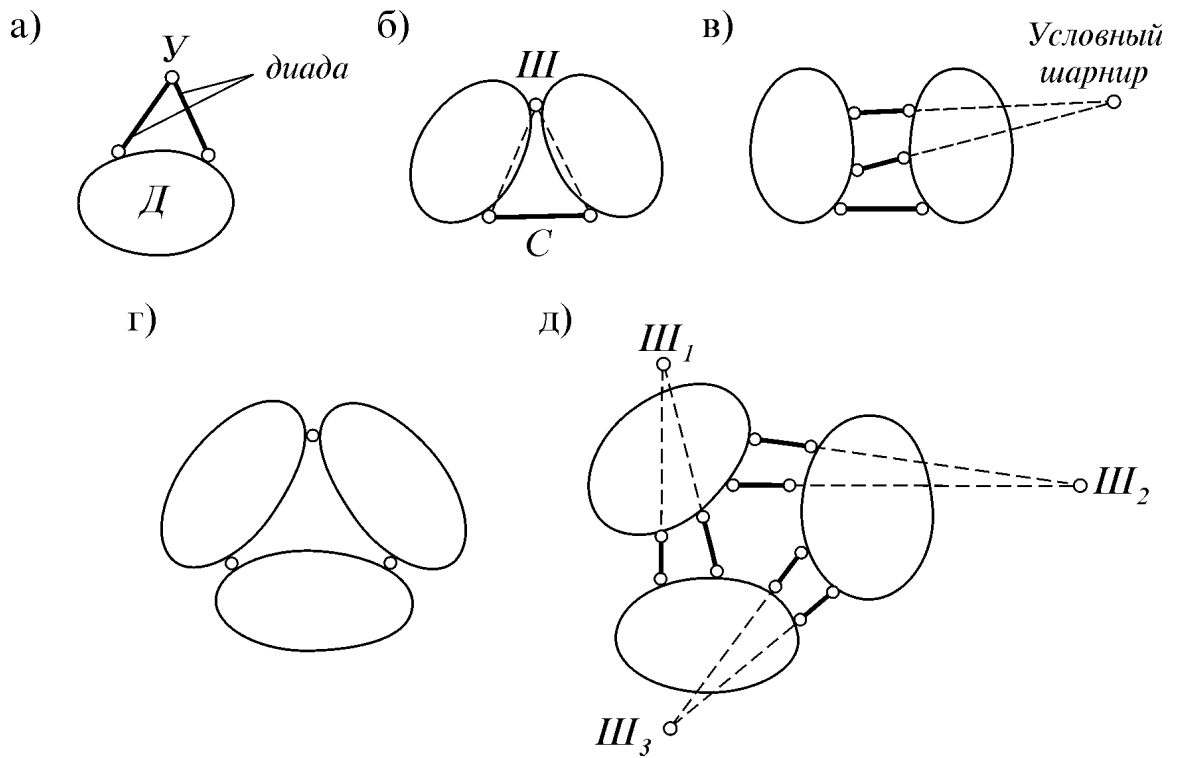 а)
У
диада
Д
б)
Ш
С
в)
Условный
шарнир
г)
д)
Ш1
Ш2
Ш3